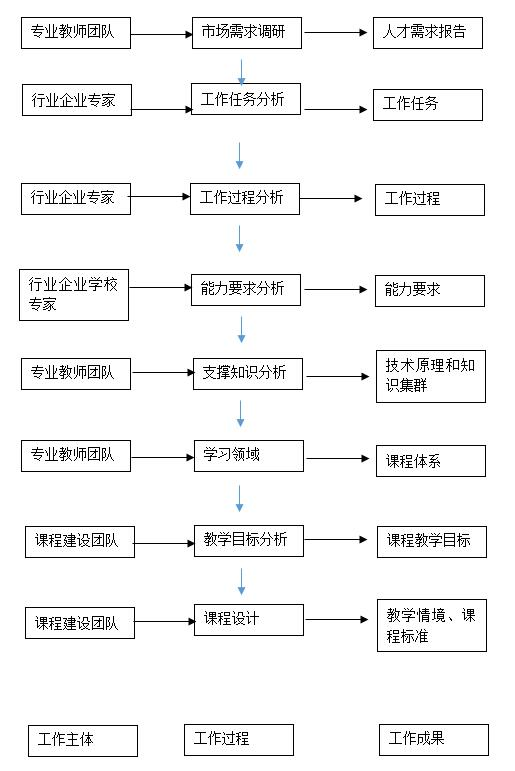 专业教师团队
市场需求调研
人才需求报告
行业企业专家
工作任务分析
工作任务
行业企业专家
工作过程分析
工作过程
行业企业学校
专家
能力要求分析
能力要求
专业教师团队
支撑知识分析
技术原理和知
识集群
专业教师团队
学习领域
课程体系
课程建设团队
教学目标分析
课程教学目标
课程建设团队
课程设计
教学情境、课
程标准
工作主体
工作过程
工作成果